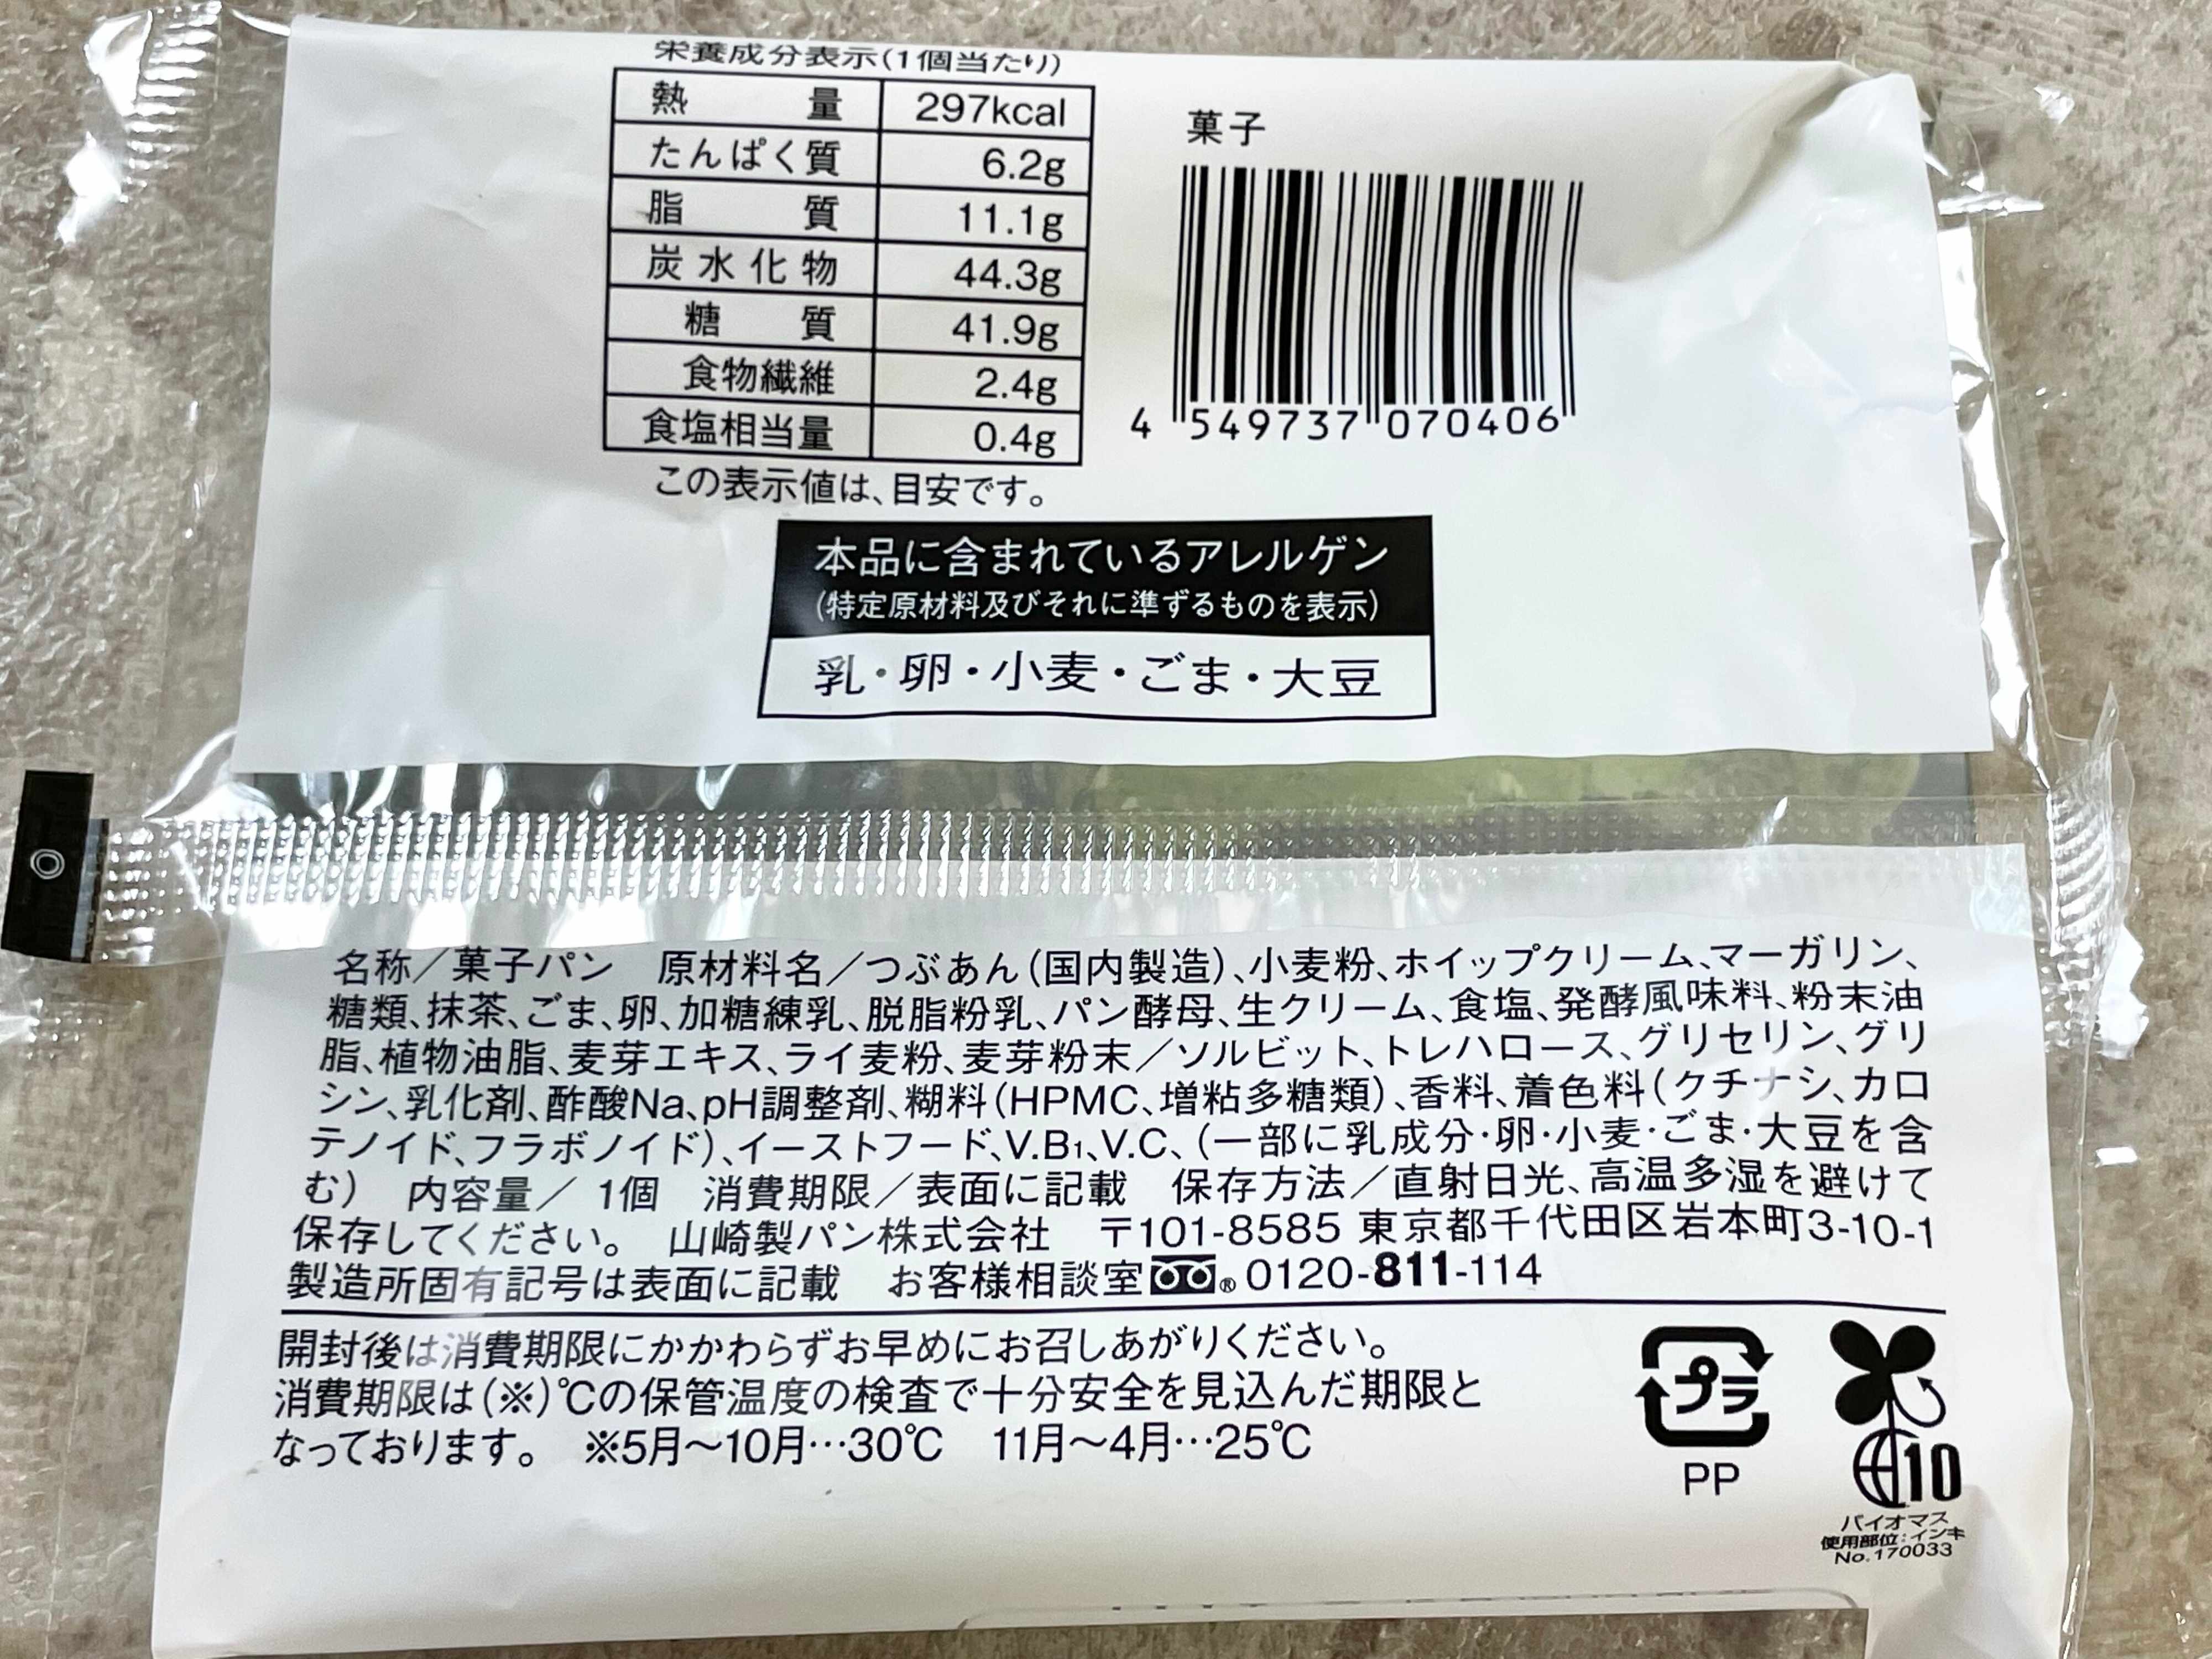 栄養成分表示(1個当たり)
熱量 297kcal
たんぱく質 6.2g
脂質 11.1g
炭水化物 44.3g
糖質 41.9g
食物繊維 2.4g
食塩相当量 0.4g
この表示値は、目安です。
菓子
4 549737 070406
本品に含まれているアレルゲン
(特定原材料及びそれに準ずるものを表示)
乳・卵・小麦・ごま・大豆
名称／菓子パン 原材料名／つぶあん(国内製造)、小麦粉、ホイップクリーム、マーガリン、
糖類、抹茶、ごま、卵、加糖練乳、脱脂粉乳、パン酵母、生クリーム、食塩、発酵風味料、粉末油
脂、植物油脂、麦芽エキス、ライ麦粉、麦芽粉末／ソルビット、トレハロース、グリセリン、グリ
シン、乳化剤、酢酸Na、pH調整剤、糊料(HPMC、増粘多糖類)、香料、着色料(クチナシ、カロ
テノイド、フラボノイド)、イーストフード、V.B₁、V.C、(一部に乳成分・卵・小麦・ごま・大豆を含
む) 内容量／1個 消費期限／表面に記載 保存方法／直射日光、高温多湿を避けて
保存してください。 山崎製パン株式会社 〒101-8585 東京都千代田区岩本町3-10-1
製造所固有記号は表面に記載 お客様相談室 ® 0120-811-114
開封後は消費期限にかかわらずお早めにお召しあがりください。
消費期限は(※)℃の保管温度の検査で十分安全を見込んだ期限と
なっております。 ※5月〜10月…30℃ 11月〜4月…25℃
プラ
PP
10
バイオマス
使用部位:インキ
No.170033